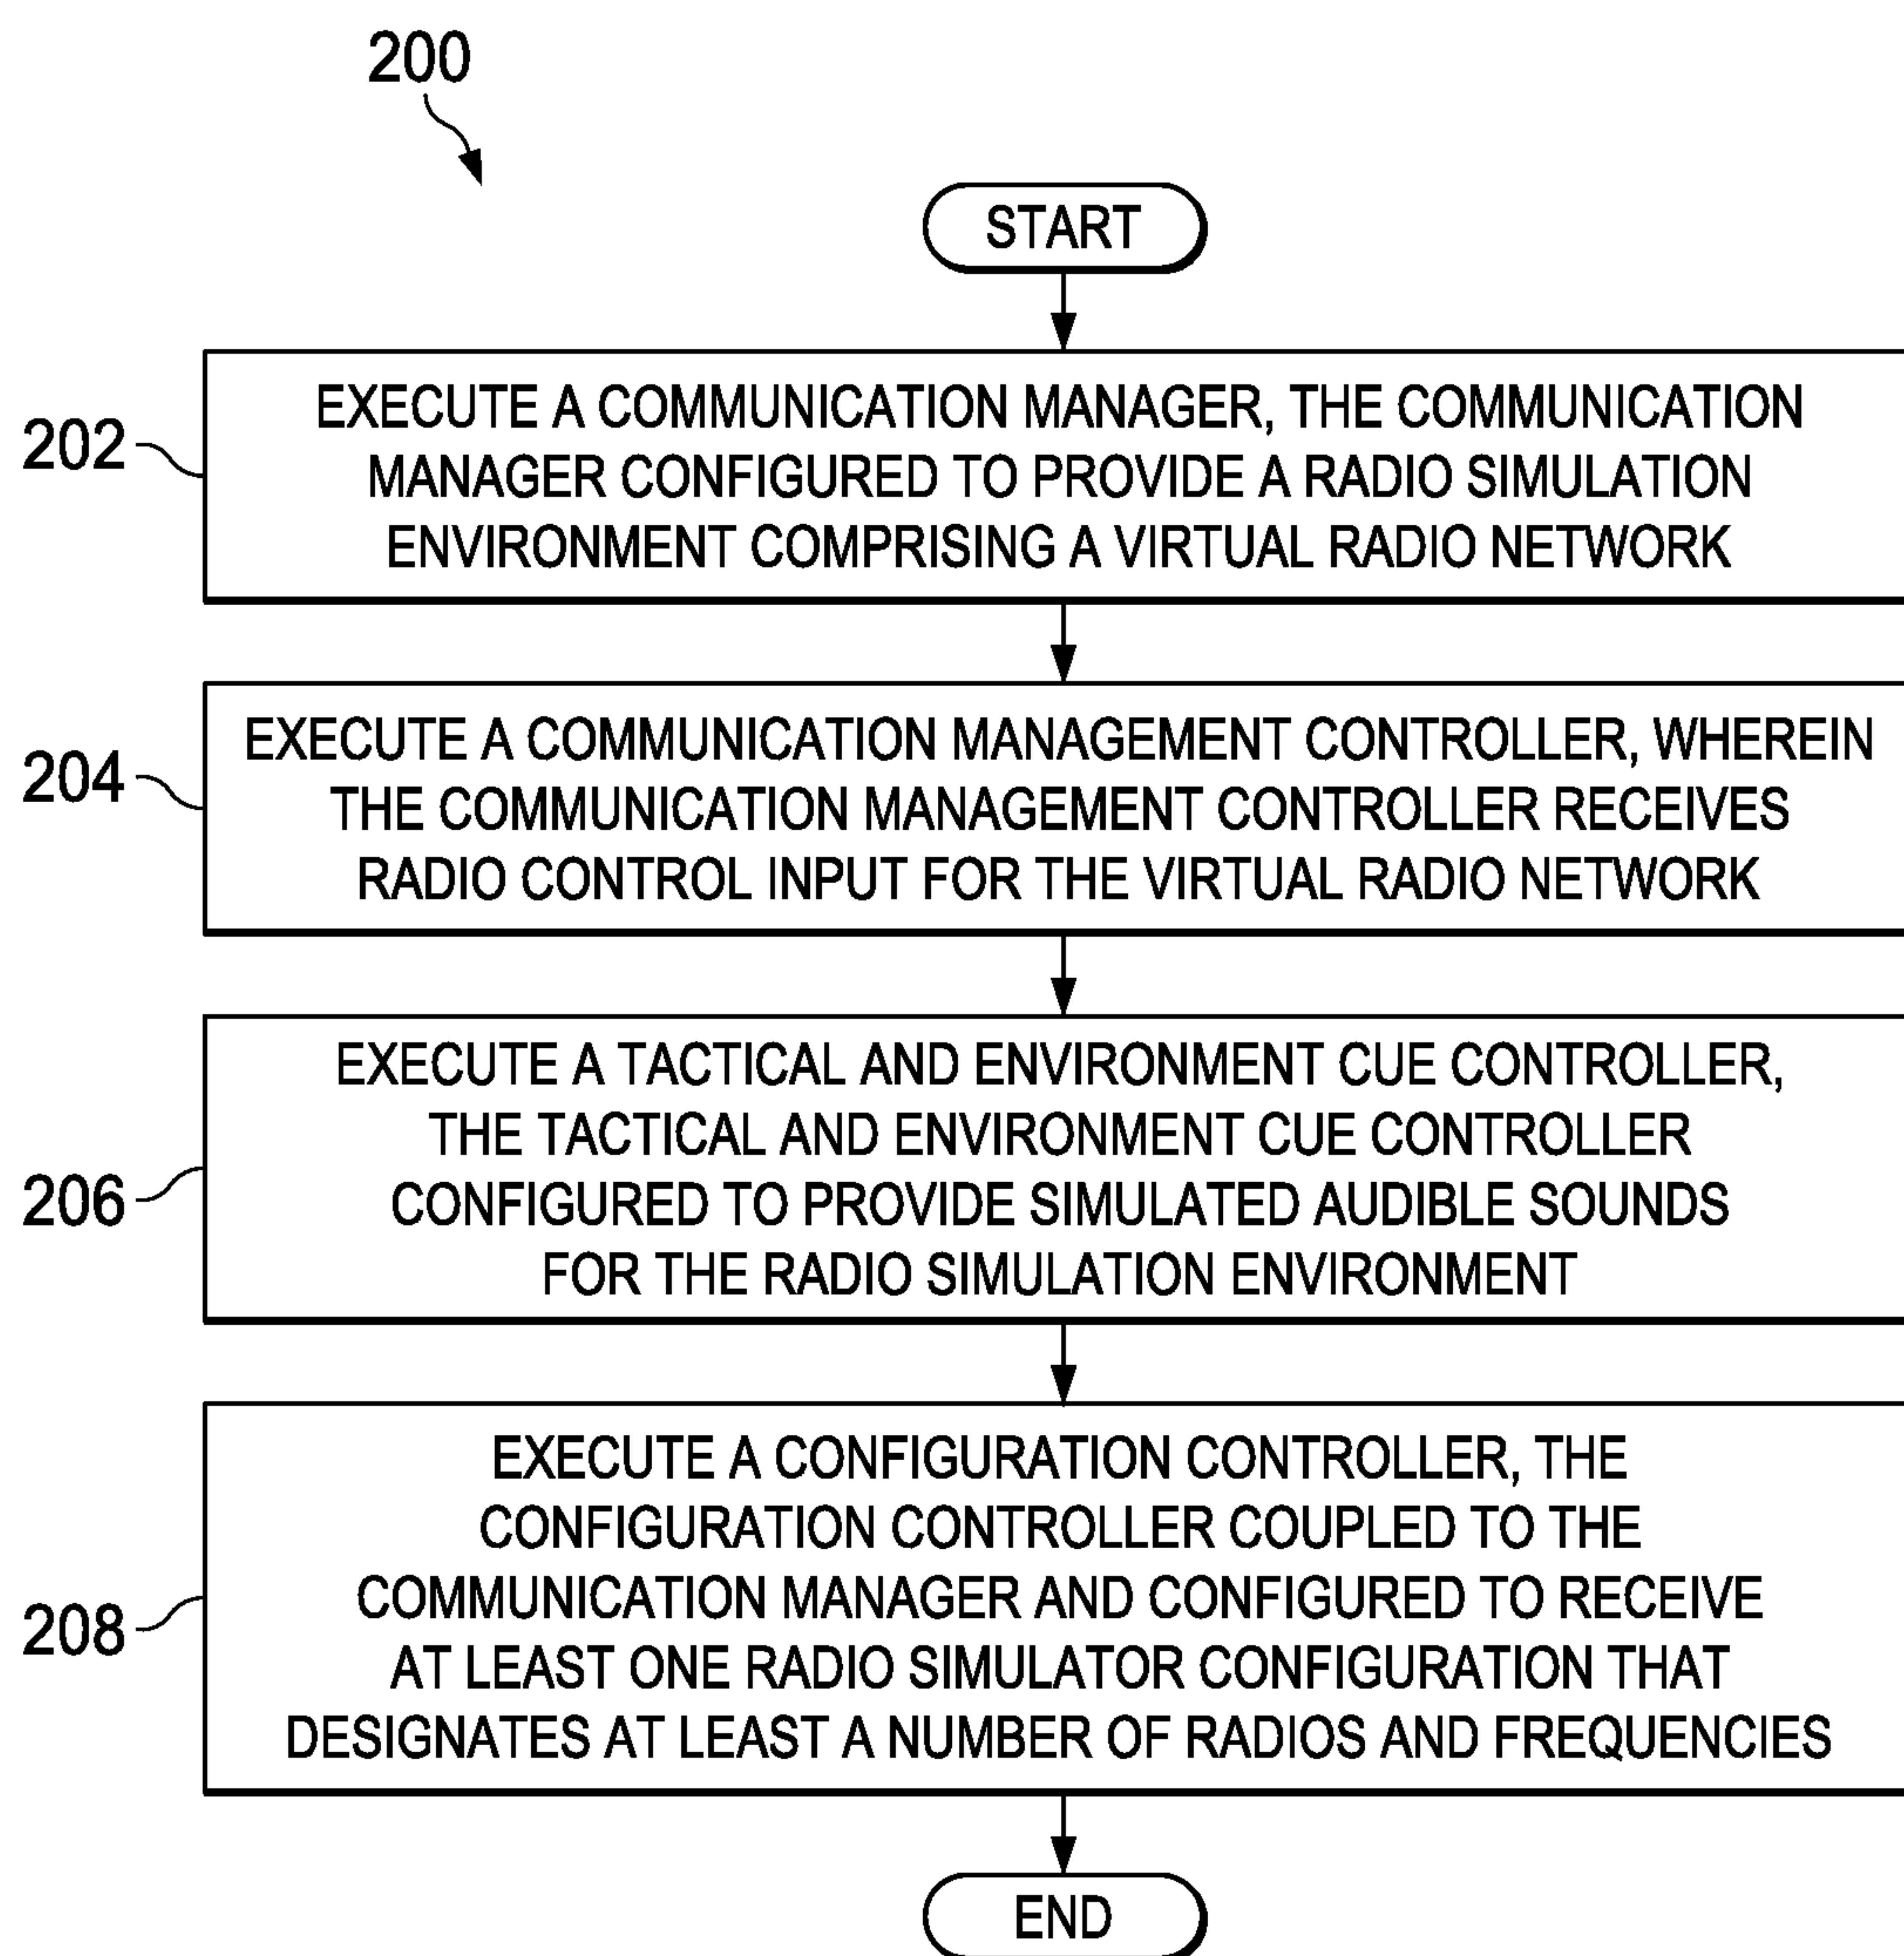 200
START
202
EXECUTE A COMMUNICATION MANAGER, THE COMMUNICATION
MANAGER CONFIGURED TO PROVIDE A RADIO SIMULATION
ENVIRONMENT COMPRISING A VIRTUAL RADIO NETWORK
204
EXECUTE A COMMUNICATION MANAGEMENT CONTROLLER, WHEREIN
THE COMMUNICATION MANAGEMENT CONTROLLER RECEIVES
RADIO CONTROL INPUT FOR THE VIRTUAL RADIO NETWORK
206
EXECUTE A TACTICAL AND ENVIRONMENT CUE CONTROLLER,
THE TACTICAL AND ENVIRONMENT CUE CONTROLLER
CONFIGURED TO PROVIDE SIMULATED AUDIBLE SOUNDS
FOR THE RADIO SIMULATION ENVIRONMENT
208
EXECUTE A CONFIGURATION CONTROLLER, THE
CONFIGURATION CONTROLLER COUPLED TO THE
COMMUNICATION MANAGER AND CONFIGURED TO RECEIVE
AT LEAST ONE RADIO SIMULATOR CONFIGURATION THAT
DESIGNATES AT LEAST A NUMBER OF RADIOS AND FREQUENCIES
END